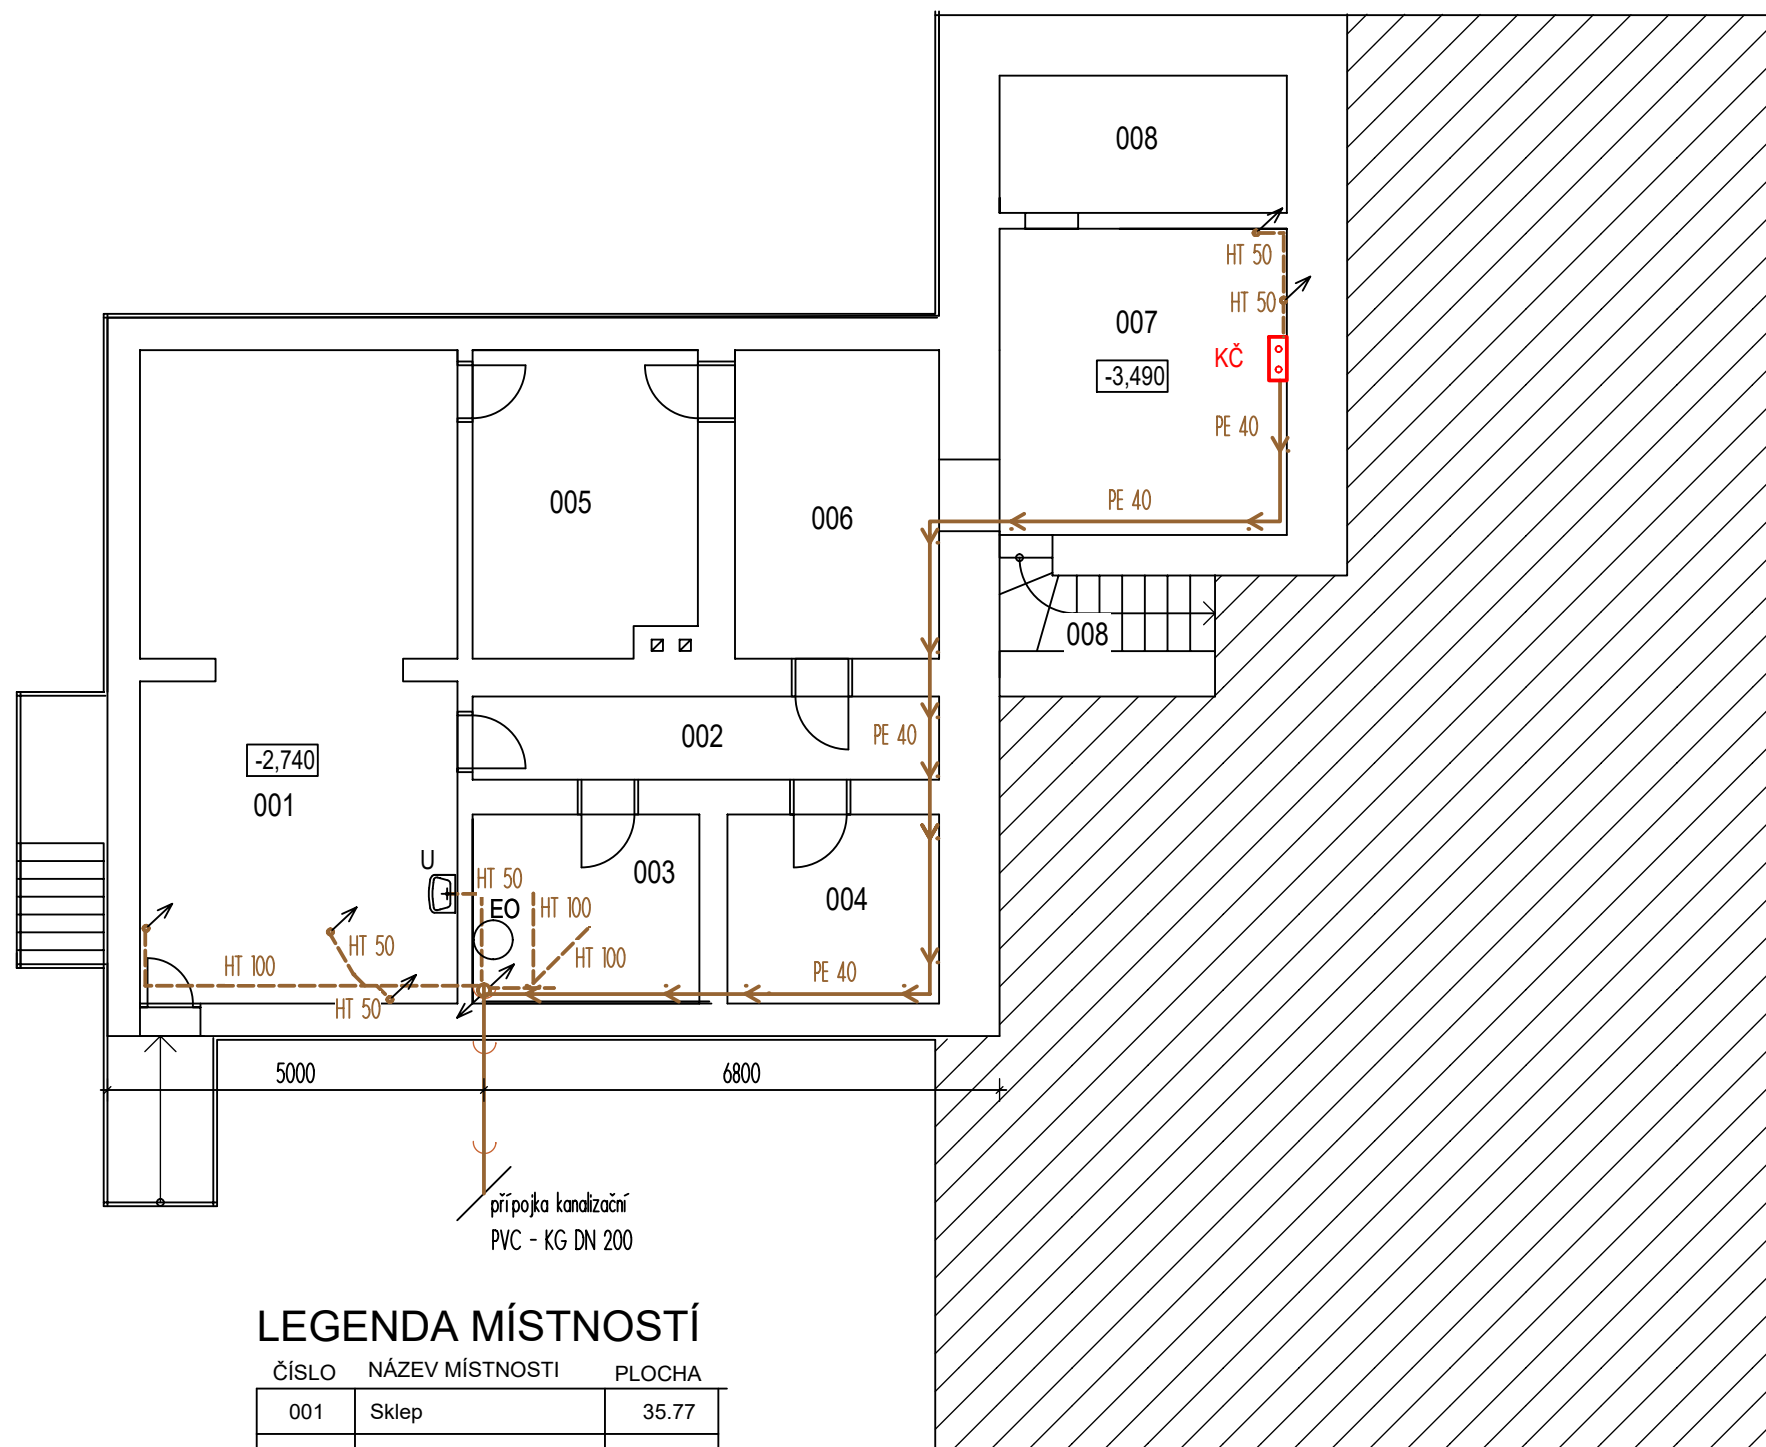 008
HT 50
HT 50
007
KČ
-3,490
PE 40
PE 40
005
006
008
002
PE 40
-2,740
001
U
HT 50
003
004
EO
HT 100
HT 50
HT 100
HT 100
PE 40
HT 50
5000
6800
přípojka kanalizační
PVC - KG DN 200
LEGENDA MÍSTNOSTÍ
ČÍSLO NÁZEV MÍSTNOSTI PLOCHA
001 Sklep 35.77